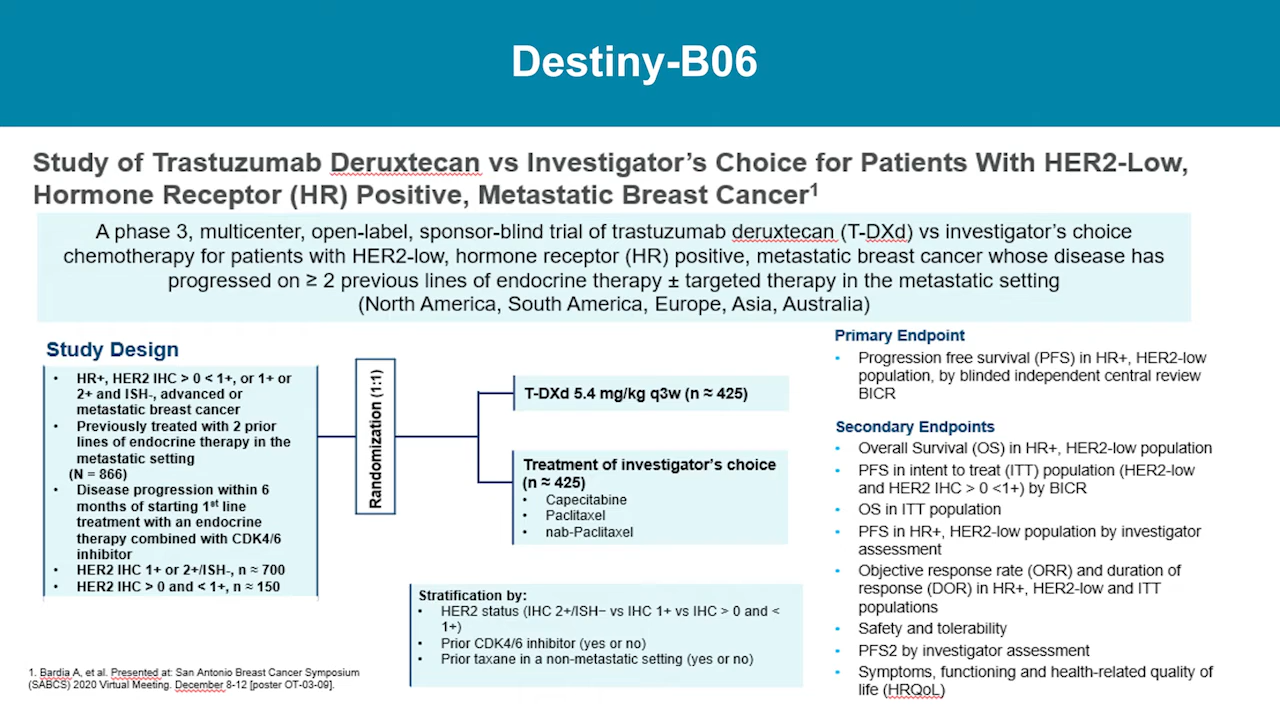 Destiny-B06
Study of Trastuzumab Deruxtecan vs Investigator's Choice for Patients With HER2-Low,
Hormone Receptor (HR) Positive, Metastatic Breast Cancer¹
A phase 3, multicenter, open-label, sponsor-blind trial of trastuzumab deruxtecan (T-DXd) vs investigator's choice
chemotherapy for patients with HER2-low, hormone receptor (HR) positive, metastatic breast cancer whose disease has
progressed on ≥ 2 previous lines of endocrine therapy ± targeted therapy in the metastatic setting
(North America, South America, Europe, Asia, Australia)
Study Design
• HR+, HER2 IHC > 0 < 1+, or 1+ or
2+ and ISH-, advanced or
metastatic breast cancer
• Previously treated with 2 prior
lines of endocrine therapy in the
metastatic setting
(N = 866)
• Disease progression within 6
months of starting 1st line
treatment with an endocrine
therapy combined with CDK4/6
inhibitor
• HER2 IHC 1+ or 2+/ISH-, n ≈ 700
• HER2 IHC > 0 and < 1+, n ≈ 150
Randomization (1:1)
T-DXd 5.4 mg/kg q3w (n ≈ 425)
Treatment of investigator's choice
(n ≈ 425)
• Capecitabine
• Paclitaxel
• nab-Paclitaxel
Stratification by:
• HER2 status (IHC 2+/ISH− vs IHC 1+ vs IHC > 0 and <
1+)
• Prior CDK4/6 inhibitor (yes or no)
• Prior taxane in a non-metastatic setting (yes or no)
Primary Endpoint
• Progression free survival (PFS) in HR+, HER2-low
population, by blinded independent central review
BICR
Secondary Endpoints
• Overall Survival (OS) in HR+, HER2-low population
• PFS in intent to treat (ITT) population (HER2-low
and HER2 IHC > 0 <1+) by BICR
• OS in ITT population
• PFS in HR+, HER2-low population by investigator
assessment
• Objective response rate (ORR) and duration of
response (DOR) in HR+, HER2-low and ITT
populations
• Safety and tolerability
• PFS2 by investigator assessment
• Symptoms, functioning and health-related quality of
life (HRQoL)
1. Bardia A, et al. Presented at: San Antonio Breast Cancer Symposium
(SABCS) 2020 Virtual Meeting. December 8-12 [poster OT-03-09].